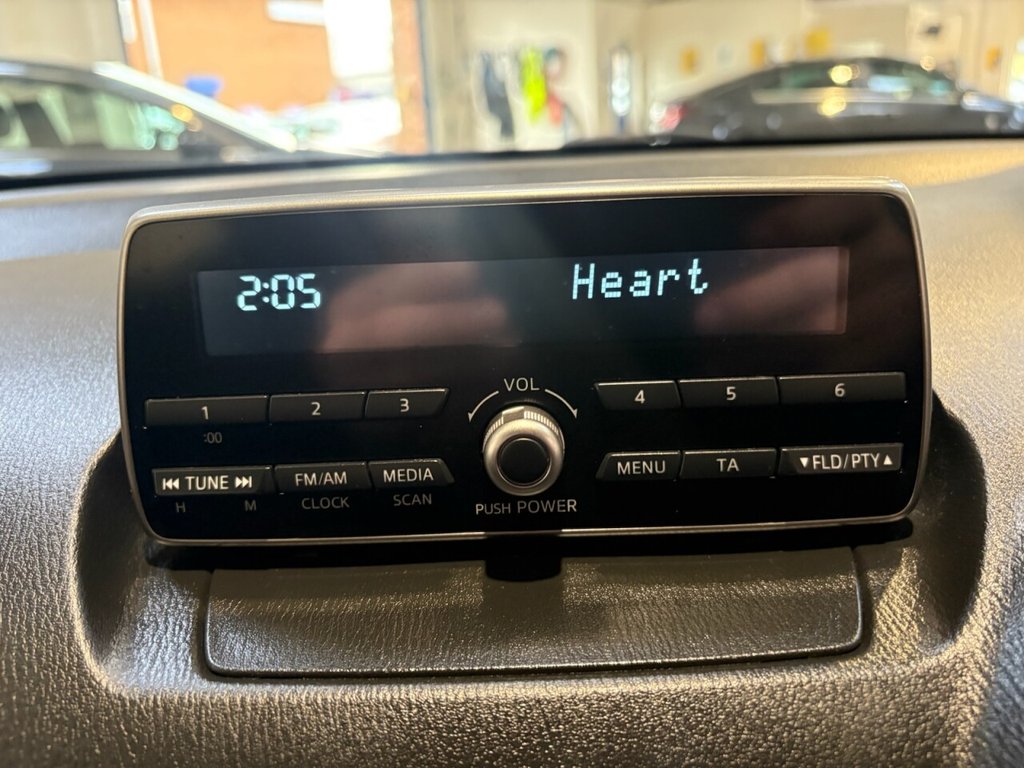 2:05 Heart
VOL
1 2 3 4 5 6
:00
TUNE FM/AM MEDIA MENU TA ▼FLD/PTY▲
H M CLOCK SCAN PUSH POWER